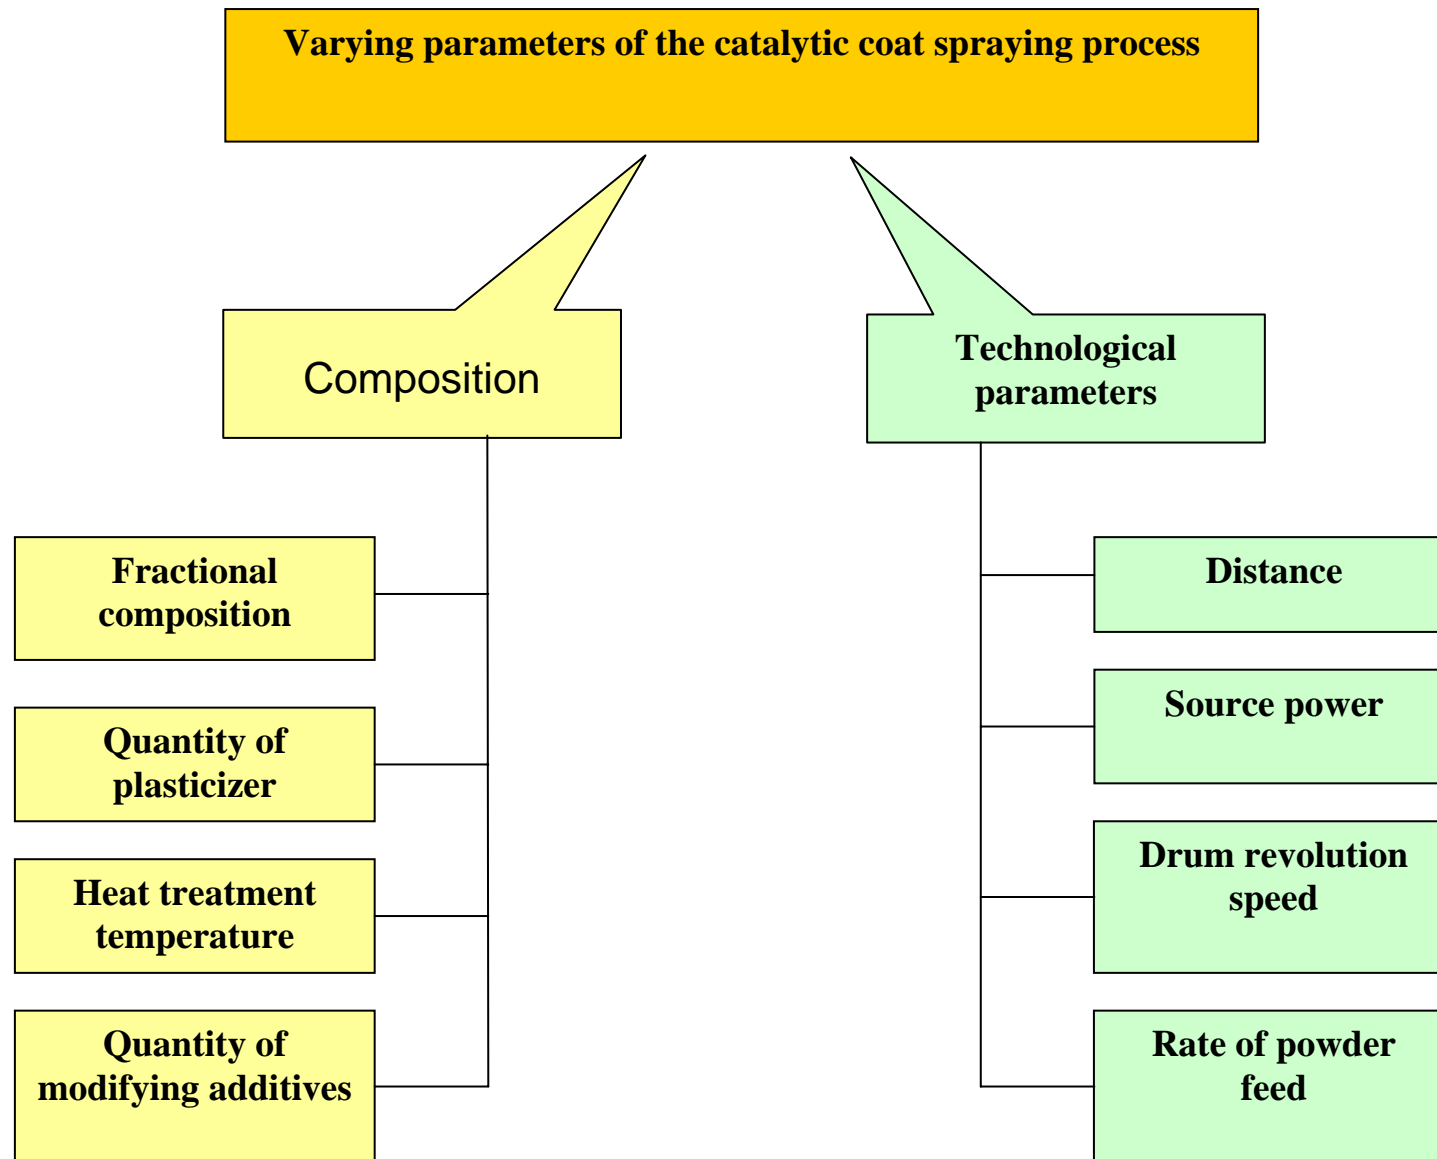 Varying parameters of the catalytic coat spraying process
Composition
Technological
parameters
Fractional
composition
Quantity of
plasticizer
Heat treatment
temperature
Quantity of
modifying additives
Distance
Source power
Drum revolution
speed
Rate of powder
feed